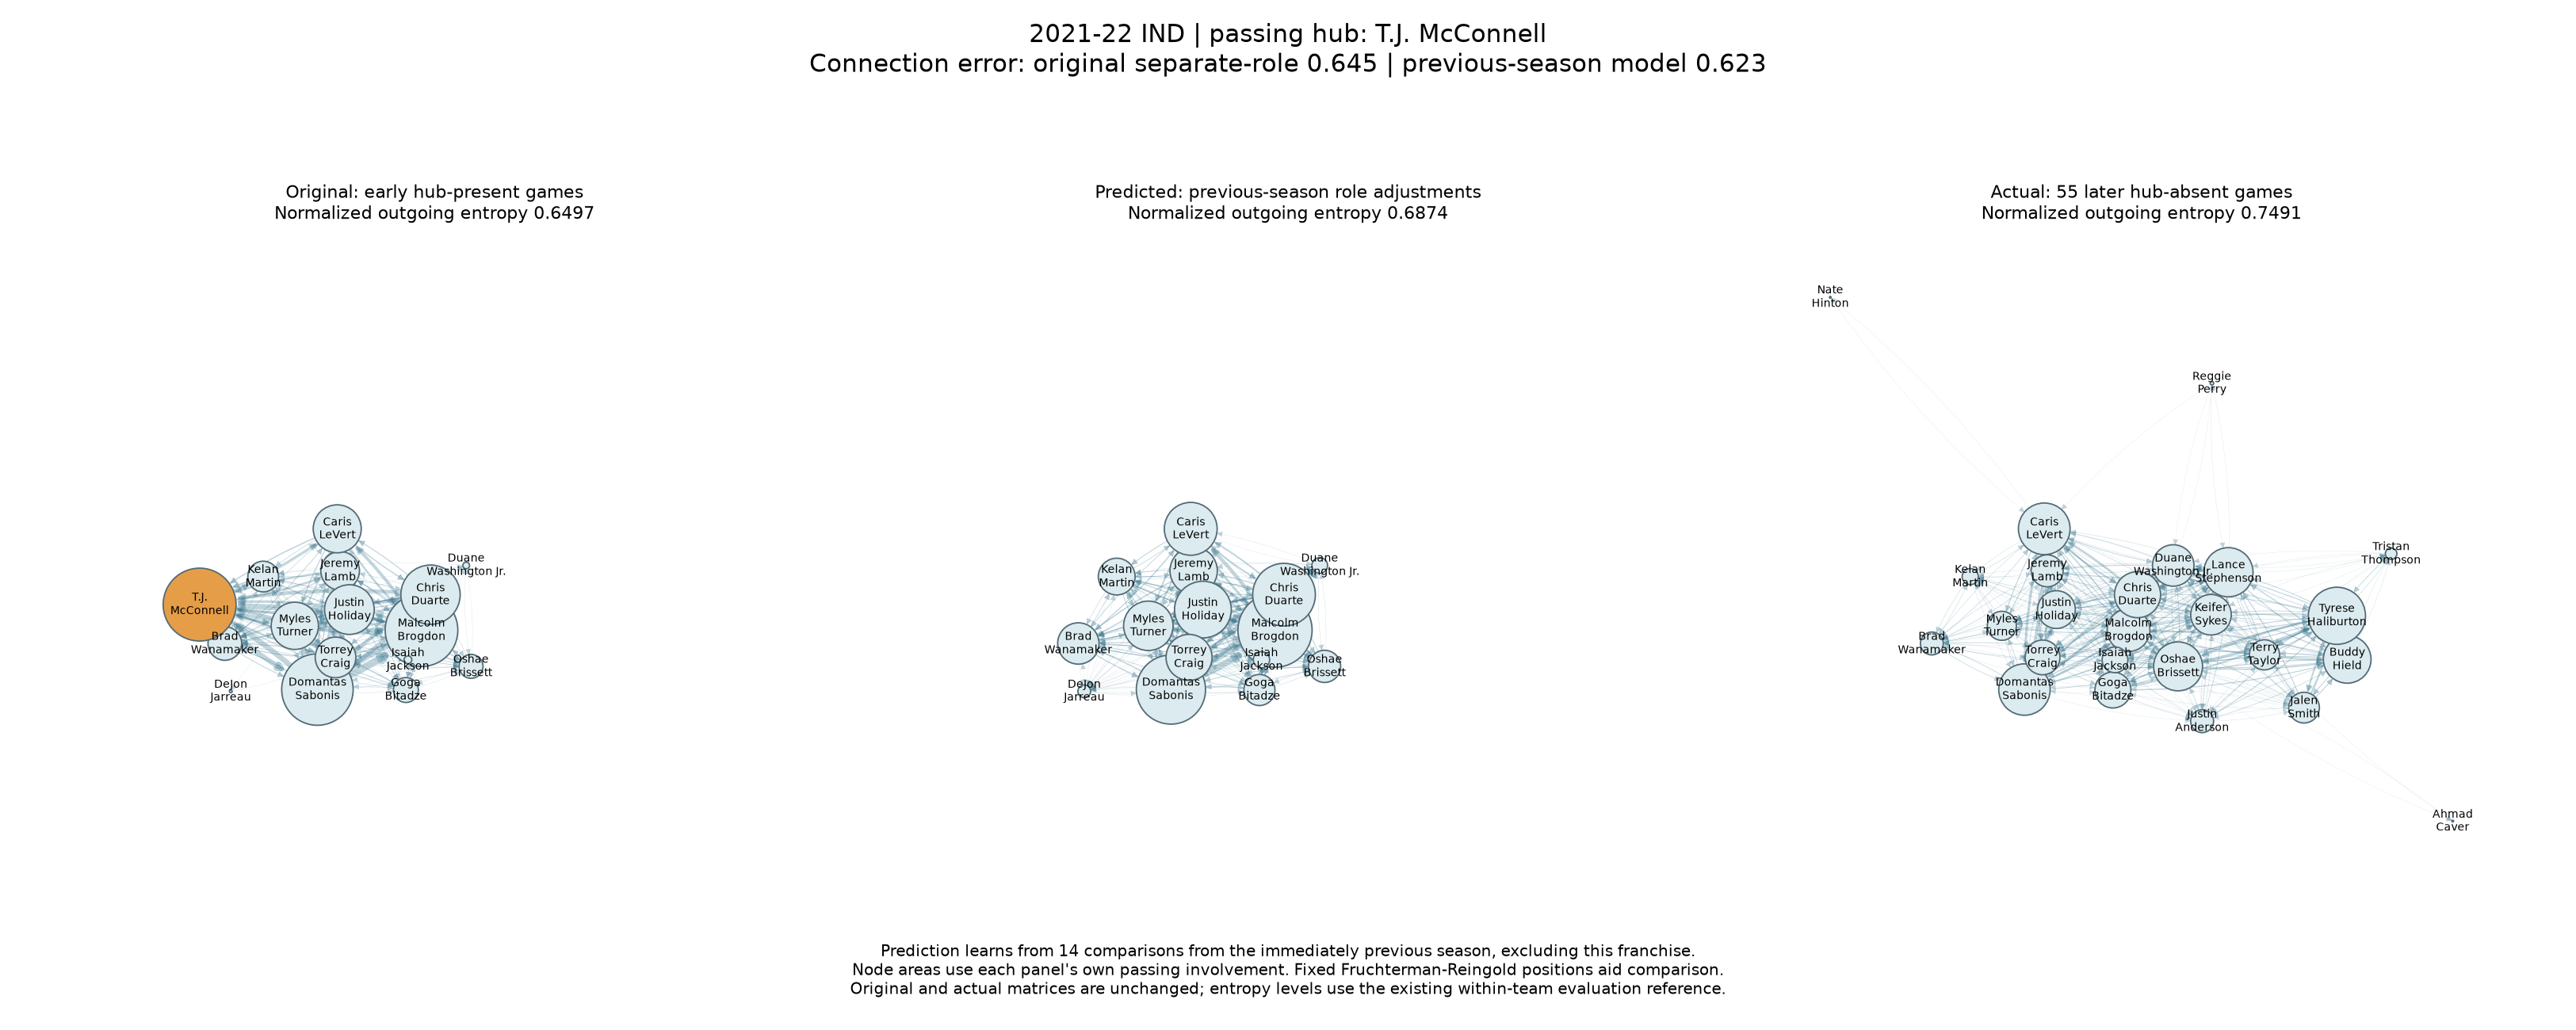 2021-22 IND | passing hub: T.J. McConnell
Connection error: original separate-role 0.645 | previous-season model 0.623
Original: early hub-present games
Normalized outgoing entropy 0.6497
Caris
LeVert
Kelan
Martin
Jeremy
Lamb
Duane
Washington Jr.
T.J.
McConnell
Chris
Duarte
Justin
Holiday
Myles
Turner
Malcolm
Brogdon
Brad
Wanamaker
Torrey
Craig
Isaiah
Jackson
Oshae
Brissett
DeJon
Jarreau
Domantas
Sabonis
Goga
Bitadze
Predicted: previous-season role adjustments
Normalized outgoing entropy 0.6874
Caris
LeVert
Kelan
Martin
Jeremy
Lamb
Duane
Washington Jr.
Chris
Duarte
Justin
Holiday
Myles
Turner
Malcolm
Brogdon
Brad
Wanamaker
Torrey
Craig
Isaiah
Jackson
Oshae
Brissett
DeJon
Jarreau
Domantas
Sabonis
Goga
Bitadze
Actual: 55 later hub-absent games
Normalized outgoing entropy 0.7491
Nate
Hinton
Reggie
Perry
Caris
LeVert
Tristan
Thompson
Kelan
Martin
Jeremy
Lamb
Duane
Washington Jr.
Lance
Stephenson
Chris
Duarte
Justin
Holiday
Keifer
Sykes
Tyrese
Haliburton
Myles
Turner
Malcolm
Brogdon
Brad
Wanamaker
Torrey
Craig
Isaiah
Jackson
Oshae
Brissett
Terry
Taylor
Buddy
Hield
Domantas
Sabonis
Goga
Bitadze
Jalen
Smith
Justin
Anderson
Ahmad
Caver
Prediction learns from 14 comparisons from the immediately previous season, excluding this franchise.
Node areas use each panel's own passing involvement. Fixed Fruchterman-Reingold positions aid comparison.
Original and actual matrices are unchanged; entropy levels use the existing within-team evaluation reference.